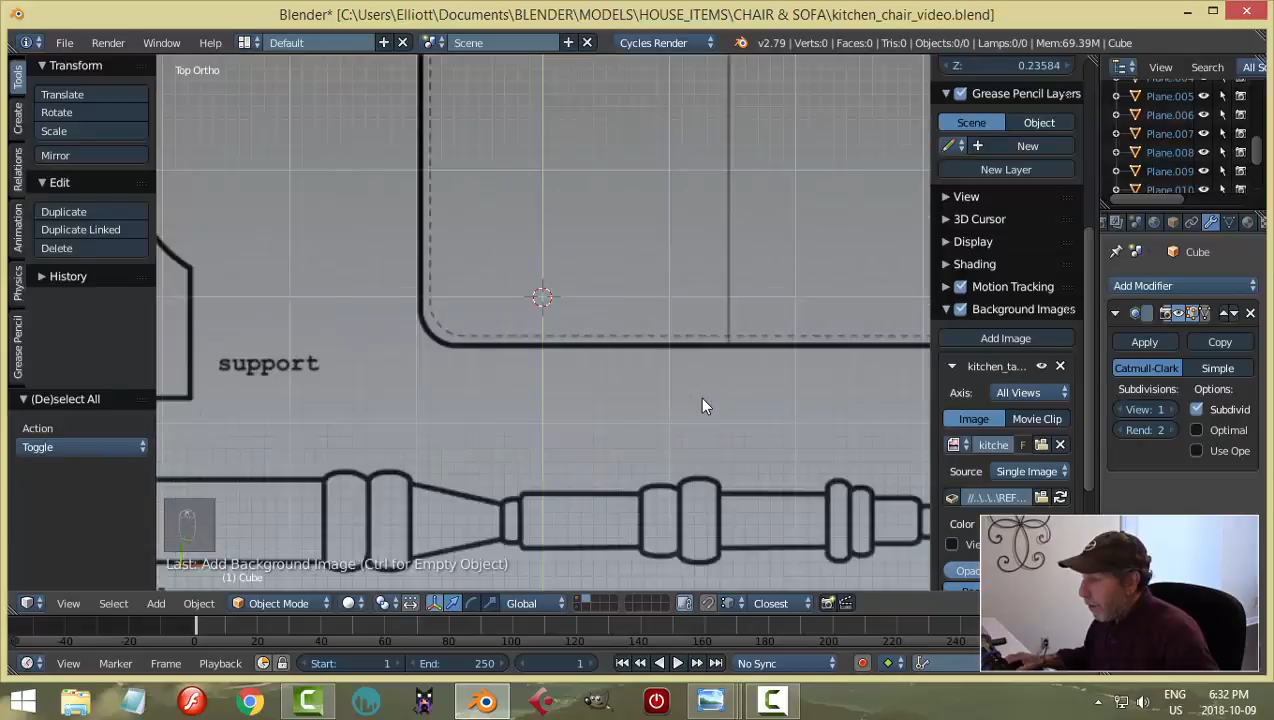 Blender* [C:\Users\Elliott\Documents\BLENDER\MODELS\HOUSE_ITEMS\CHAIR & SOFA\kitchen_chair_video.blend]
File Render Window Help Default Scene Cycles Render v2.79 | Verts:0 | Faces:0 | Tris:0 | Objects:0/0 | Lamps:0/0 | Mem:69.39M | Cube
Tools
Create
Relations
Animation
Physics
Grease Pencil
Transform
Translate
Rotate
Scale
Mirror
Edit
Duplicate
Duplicate Linked
Delete
History
(De)select All
Action
Toggle
Top Ortho
support
Last: Add Background Image (Ctrl for Empty Object)
(1) Cube
Z: 0.23584
Grease Pencil Layers
Scene Object
New
New Layer
View
3D Cursor
Display
Shading
Motion Tracking
Background Images
Add Image
kitchen_ta...
Axis: All Views
Image Movie Clip
kitche F
Source Single Image
//..\..\..\REF...
Color
View Search All S
Plane.005
Plane.006
Plane.007
Plane.008
Plane.009
Plane.010
Cube
Add Modifier
Apply Copy
Catmull-Clark Simple
Subdivisions: Options:
View: 1 Subdivid
Rend: 2 Optimal
Use Ope
View Select Add Object Object Mode Global Closest
-40 -20 0 20 40 60 80 100 120 140 160 180 200 220 240
View Marker Frame Playback Start: 1 End: 250 1 No Sync
ENG 6:32 PM
US 2018-10-09